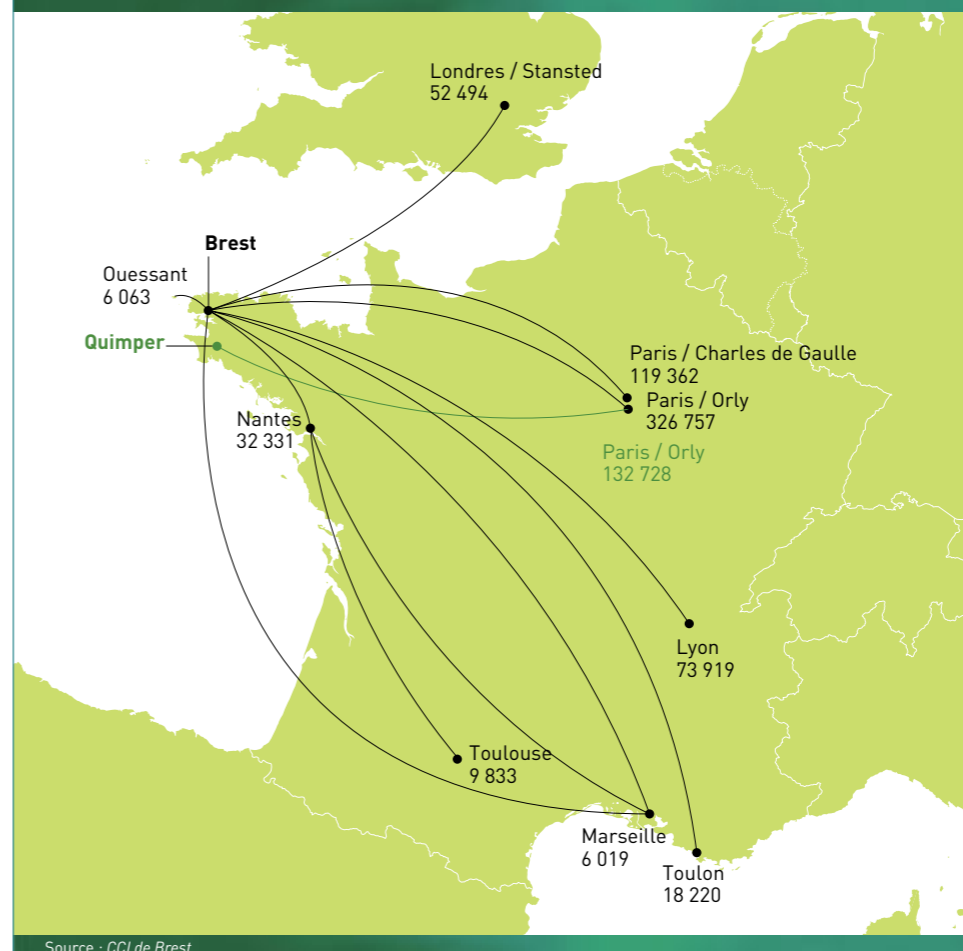 Londres / Stansted
52 494
Brest
Ouessant
6 063
Quimper
Paris / Charles de Gaulle
119 362
Paris / Orly
326 757
Nantes
32 331
Paris / Orly
132 728
Lyon
73 919
Toulouse
9 833
Marseille
6 019
Toulon
18 220
Source : CCI de Brest